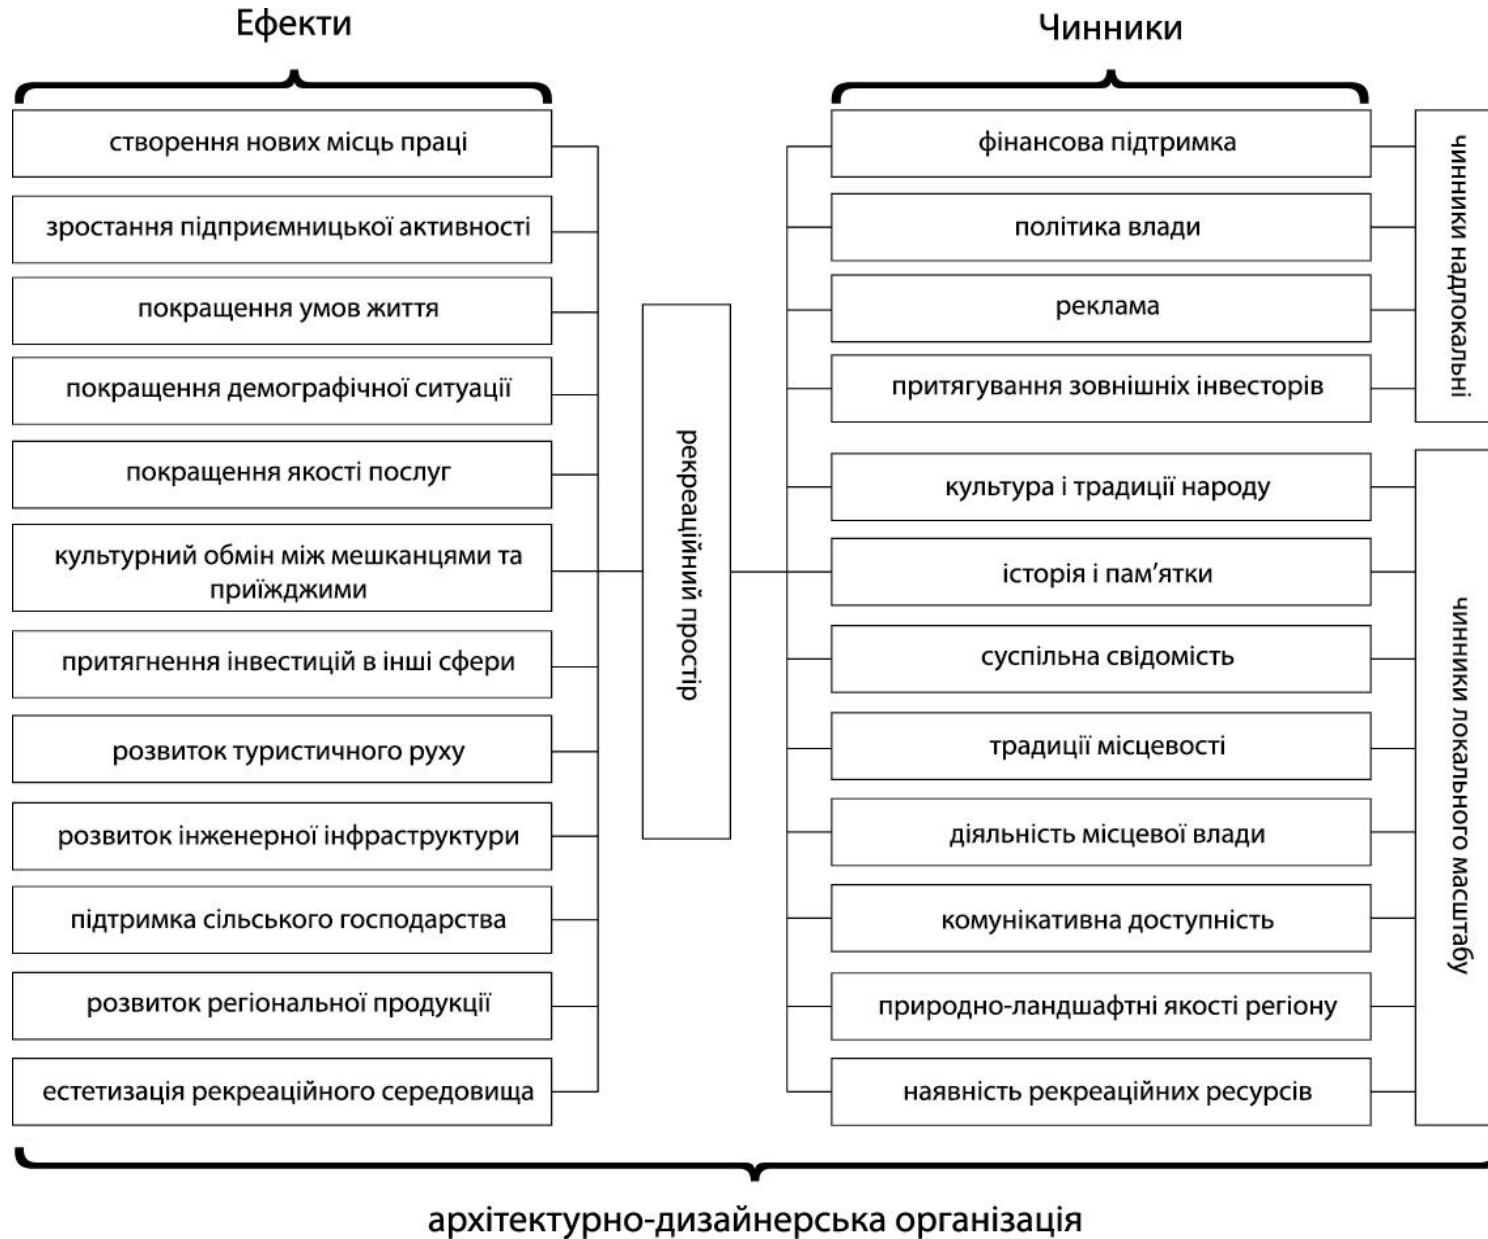 Ефекти
створення нових місць праці
зростання підприємницької активності
покращення умов життя
покращення демографічної ситуації
покращення якості послуг
культурний обмін між мешканцями та
приїжджими
притягнення інвестицій в інші сфери
розвиток туристичного руху
розвиток інженерної інфраструктури
підтримка сільського господарства
розвиток регіональної продукції
естетизація рекреаційного середовища
рекреаційний простір
Чинники
фінансова підтримка
політика влади
реклама
притягування зовнішніх інвесторів
культура і традиції народу
історія і пам’ятки
суспільна свідомість
традиції місцевості
діяльність місцевої влади
комунікативна доступність
природно-ландшафтні якості регіону
наявність рекреаційних ресурсів
чинники надлокальні
чинники локального масштабу
архітектурно-дизайнерська організація